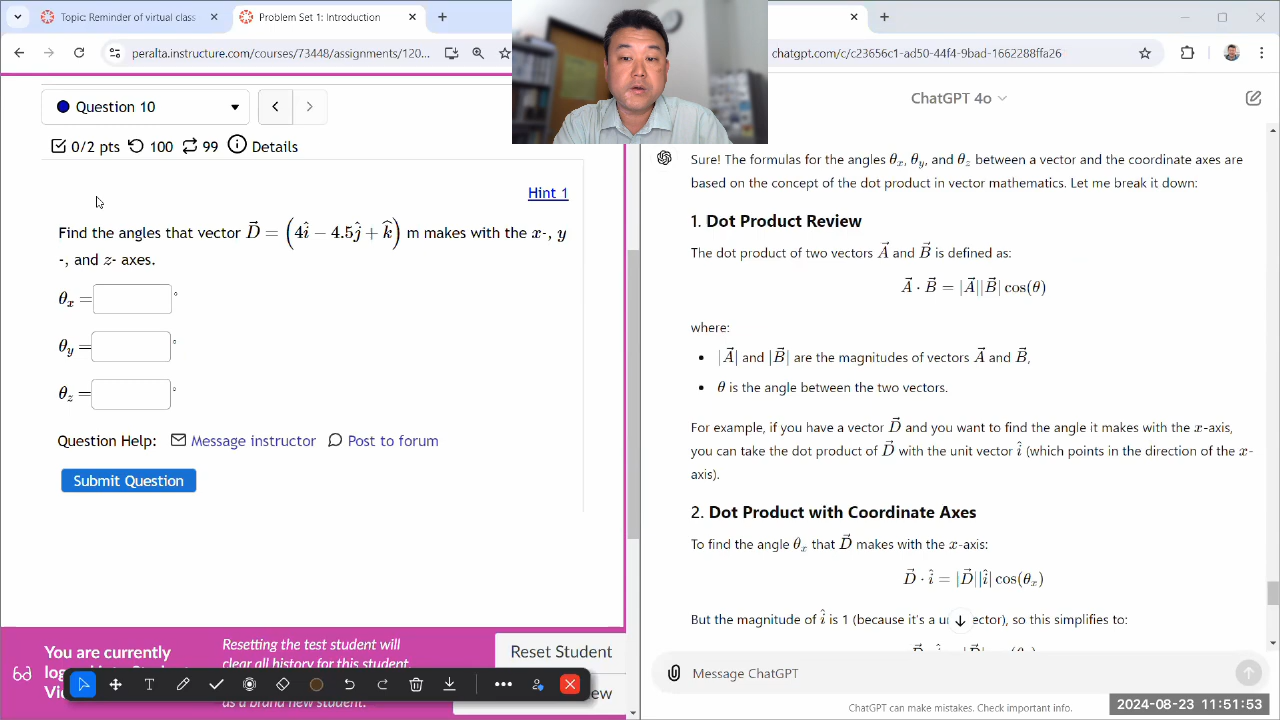 Topic: Reminder of virtual class
Problem Set 1: Introduction
peralta.instructure.com/courses/73448/assignments/120...
chatgpt.com/c/c23656c1-ad50-44f4-9bad-1662288ffs26
Question 10
0/2 pts 100 99 Details
Hint 1
Find the angles that vector D⃗ = (4î − 4.5ĵ + k̂) m makes with the x-, y
-, and z- axes.
θx = °
θy = °
θz = °
Question Help: Message instructor Post to forum
Submit Question
You are currently
Resetting the test student will
clear all history for this student,
as a brand new student.
Reset Student
ChatGPT 4o
Sure! The formulas for the angles θx, θy, and θz between a vector and the coordinate axes are
based on the concept of the dot product in vector mathematics. Let me break it down:
1. Dot Product Review
The dot product of two vectors A⃗ and B⃗ is defined as:
A⃗ · B⃗ = |A⃗||B⃗| cos(θ)
where:
• |A⃗| and |B⃗| are the magnitudes of vectors A⃗ and B⃗,
• θ is the angle between the two vectors.
For example, if you have a vector D⃗ and you want to find the angle it makes with the x-axis,
you can take the dot product of D⃗ with the unit vector î (which points in the direction of the x-
axis).
2. Dot Product with Coordinate Axes
To find the angle θx that D⃗ makes with the x-axis:
D⃗ · î = |D⃗||î| cos(θx)
But the magnitude of î is 1 (because it's a ector), so this simplifies to:
Message ChatGPT
ChatGPT can make mistakes. Check important info.
2024-08-23 11:51:53